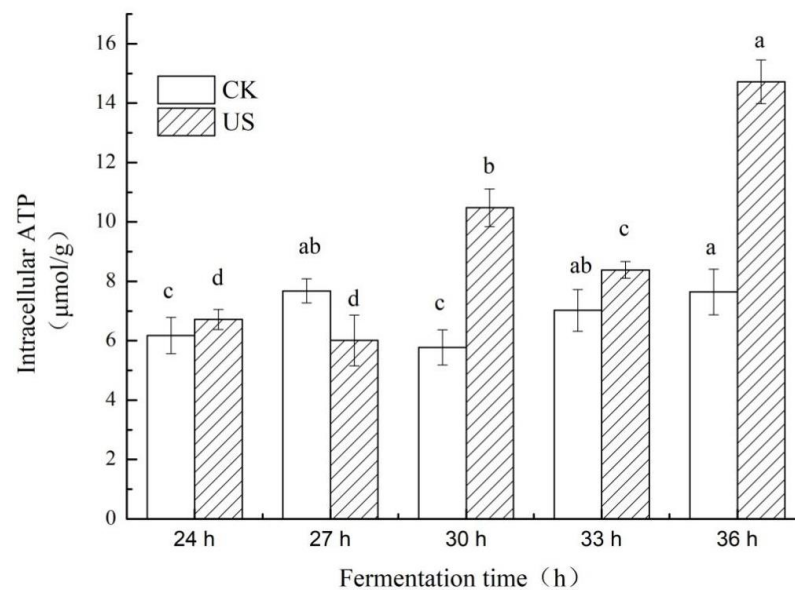 16
14
12
10
8
6
4
2
0
Intracellular ATP
（μmol/g）
CK
US
c
d
ab
d
c
b
ab
c
a
a
24 h
27 h
30 h
33 h
36 h
Fermentation time（h）